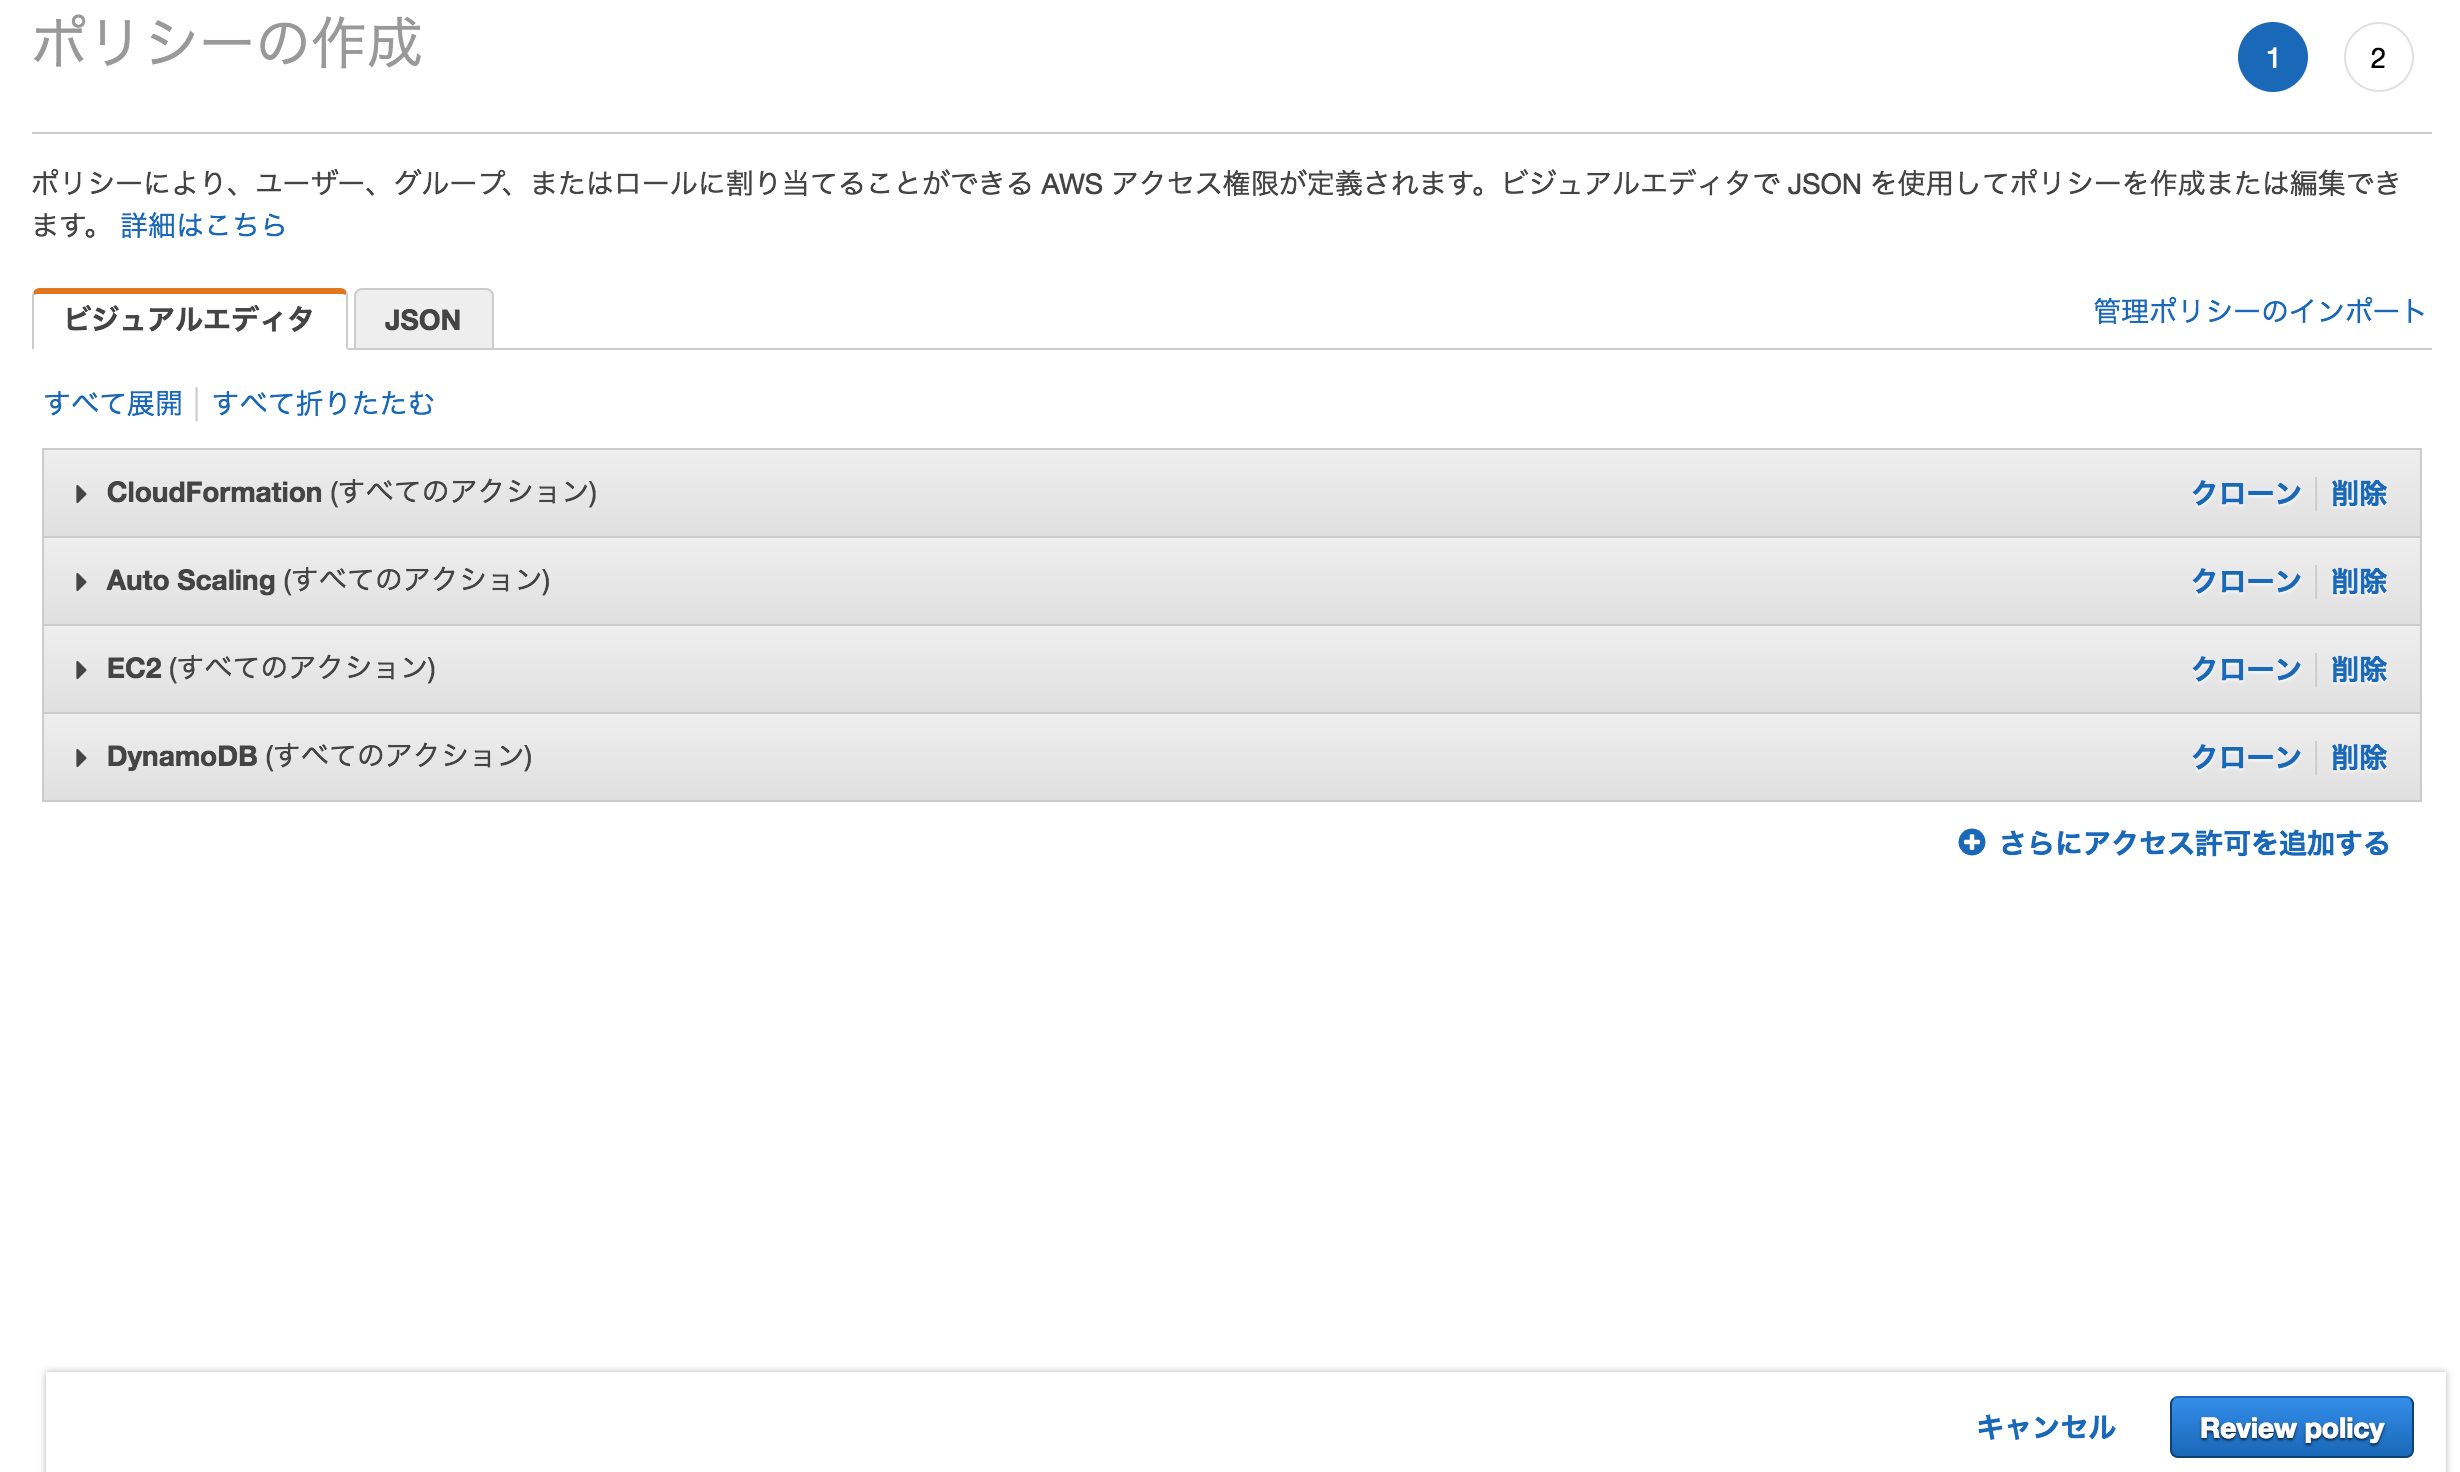 ポリシーの作成
1
2
ポリシーにより、ユーザー、グループ、またはロールに割り当てることができる AWS アクセス権限が定義されます。ビジュアルエディタで JSON を使用してポリシーを作成または編集でき
ます。 詳細はこちら
ビジュアルエディタ
JSON
管理ポリシーのインポート
すべて展開
すべて折りたたむ
CloudFormation (すべてのアクション) クローン 削除
Auto Scaling (すべてのアクション) クローン 削除
EC2 (すべてのアクション) クローン 削除
DynamoDB (すべてのアクション) クローン 削除
さらにアクセス許可を追加する
キャンセル
Review policy